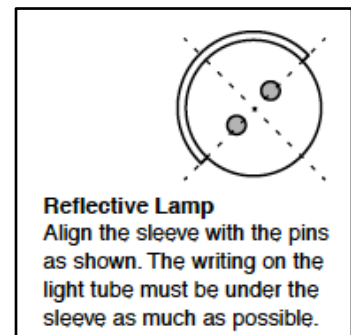 Reflective Lamp
Align the sleeve with the pins
as shown. The writing on the
light tube must be under the
sleeve as much as possible.